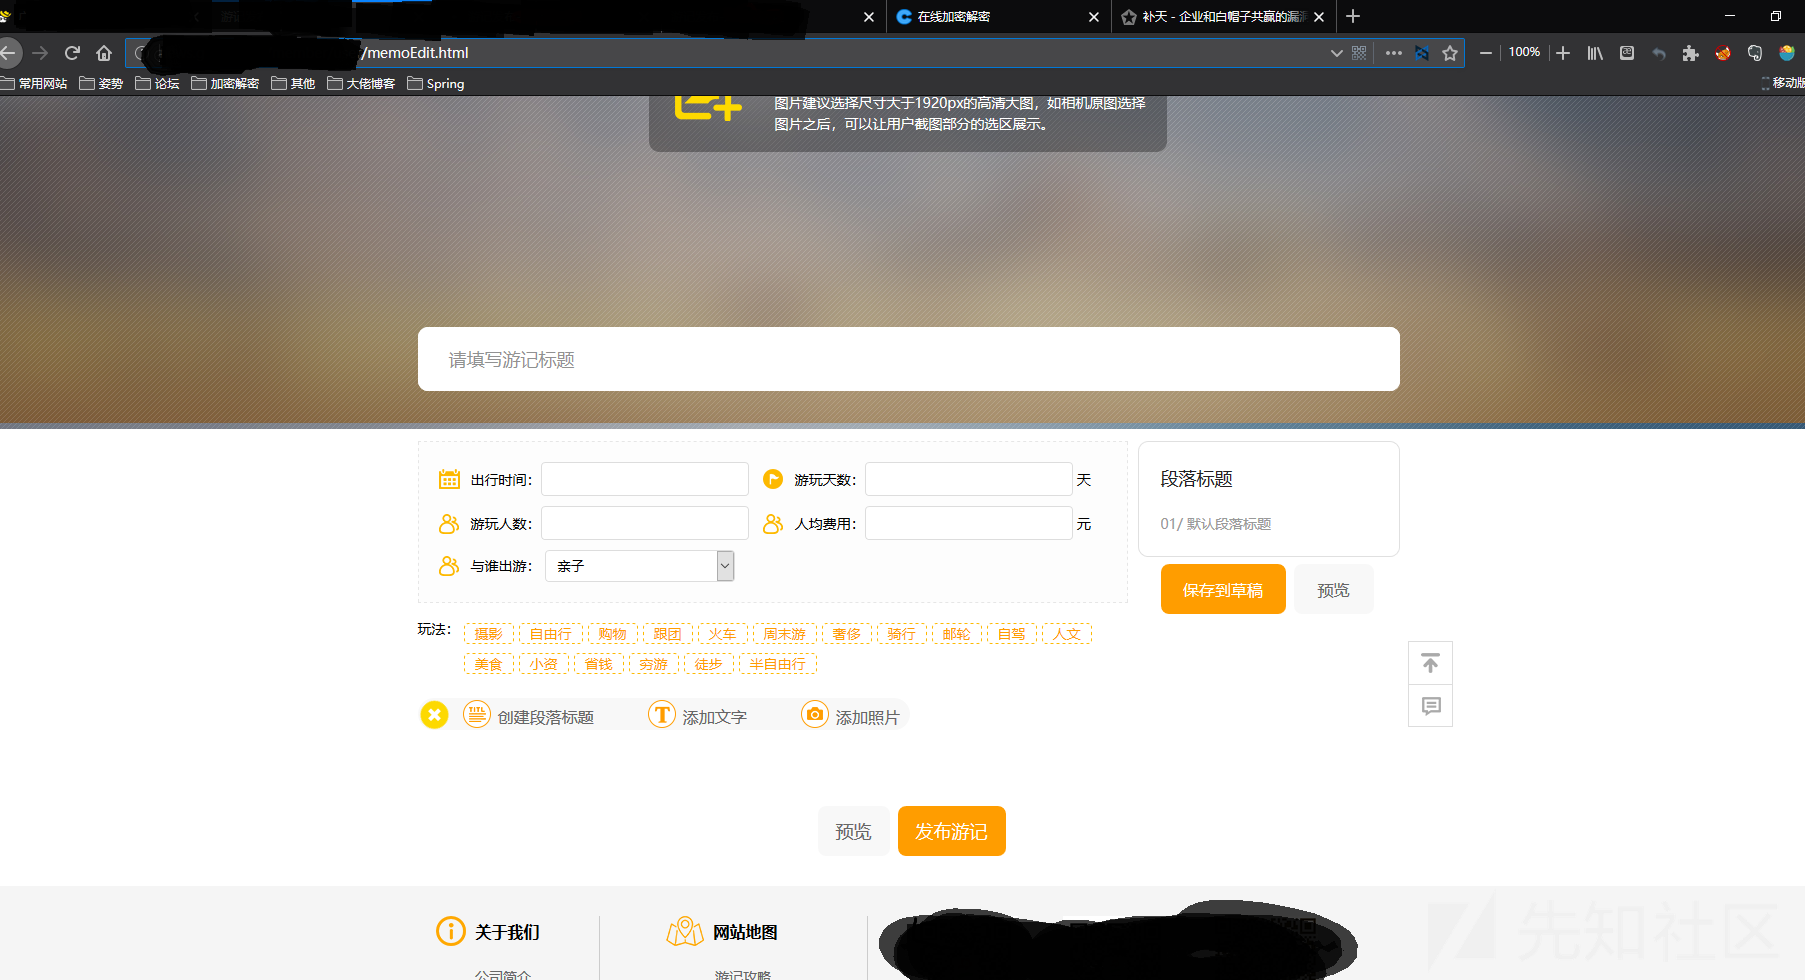 在线加密解密
补天 - 企业和白帽子共赢的漏洞
/memoEdit.html
100%
常用网站
姿势
论坛
加密解密
其他
大佬博客
Spring
移动版
图片建议选择尺寸大于1920px的高清大图，如相机原图选择
图片之后，可以让用户截图部分的选区展示。
请填写游记标题
出行时间：
游玩天数：
天
游玩人数：
人均费用：
元
与谁出游：
亲子
段落标题
01/ 默认段落标题
保存到草稿
预览
玩法：
摄影
自由行
购物
跟团
火车
周末游
奢侈
骑行
邮轮
自驾
人文
美食
小资
省钱
穷游
徒步
半自由行
TITL
创建段落标题
T
添加文字
添加照片
预览
发布游记
关于我们
网站地图
公司简介
游记攻略
先知社区